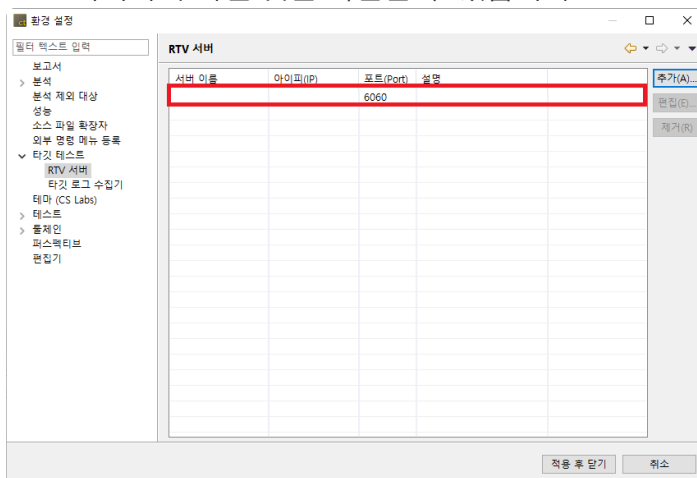 환경 설정
필터 텍스트 입력
RTV 서버
보고서
분석
분석 제외 대상
성능
소스 파일 확장자
외부 명령 메뉴 등록
타깃 테스트
RTV 서버
타깃 로그 수집기
테마 (CS Labs)
테스트
툴체인
퍼스펙티브
편집기
서버 이름 아이피(IP) 포트(Port) 설명
6060
추가(A)...
편집(E)...
제거(R)
적용 후 닫기 취소